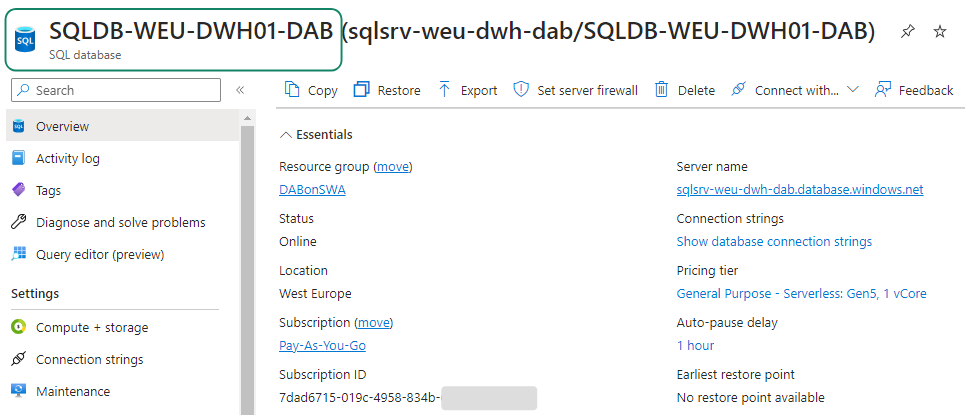 SQLDB-WEU-DWH01-DAB (sqlsrv-weu-dwh-dab/SQLDB-WEU-DWH01-DAB)
SQL database
Search
Copy Restore Export Set server firewall Delete Connect with... Feedback
Overview
Activity log
Tags
Diagnose and solve problems
Query editor (preview)
Settings
Compute + storage
Connection strings
Maintenance
Essentials
Resource group (move)
DABonSWA
Status
Online
Location
West Europe
Subscription (move)
Pay-As-You-Go
Subscription ID
7dad6715-019c-4958-834b-
Server name
sqlsrv-weu-dwh-dab.database.windows.net
Connection strings
Show database connection strings
Pricing tier
General Purpose - Serverless: Gen5, 1 vCore
Auto-pause delay
1 hour
Earliest restore point
No restore point available